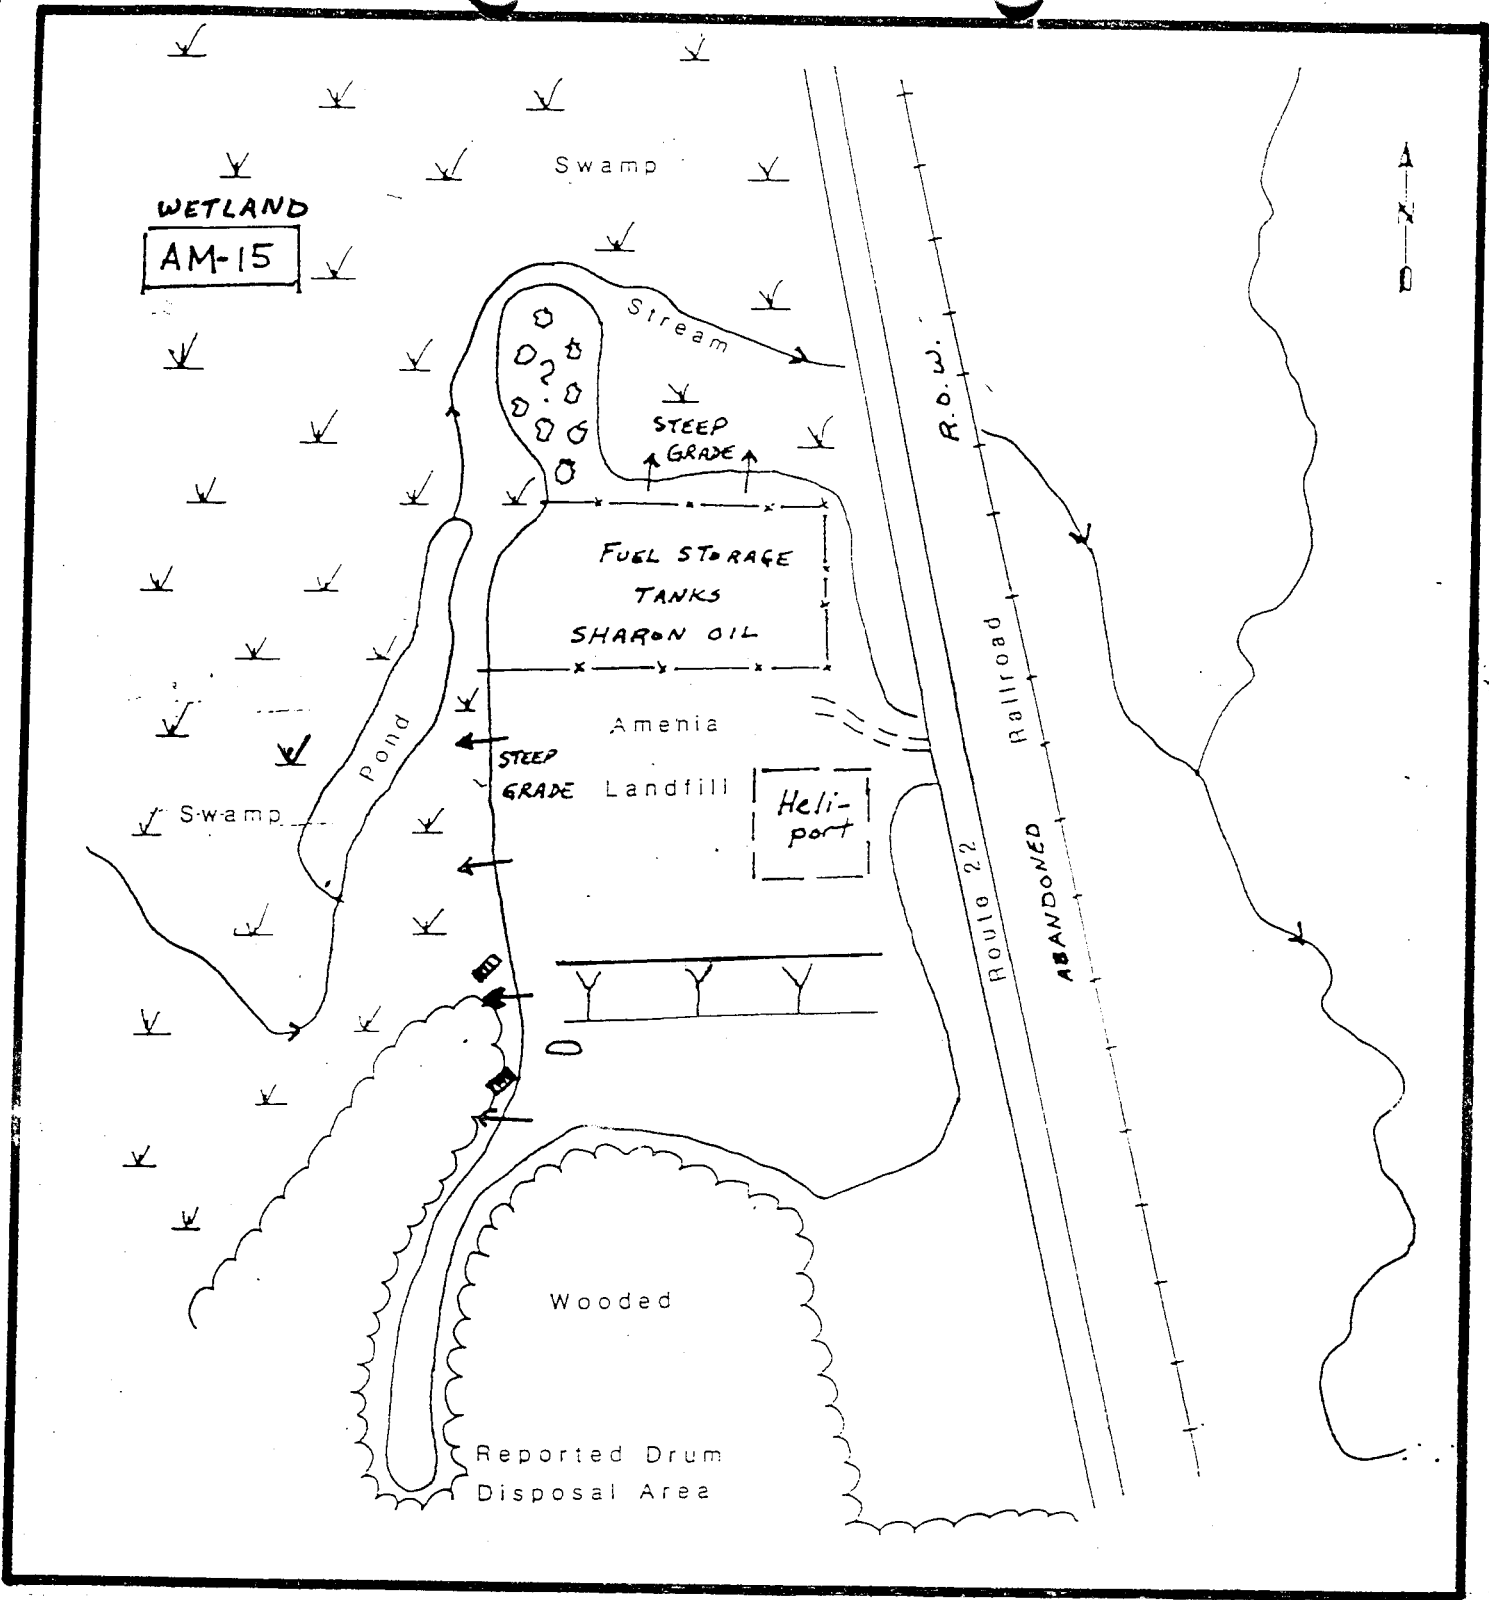 Swamp
WETLAND
AM-15
N
Stream
R.O.W.
?
STEEP
GRADE
FUEL STORAGE
TANKS
SHARON OIL
Railroad
Amenia
Pond
STEEP
GRADE
Landfill
Heli-
port
Swamp
Route 22
ABANDONED
Wooded
Reported Drum
Disposal Area